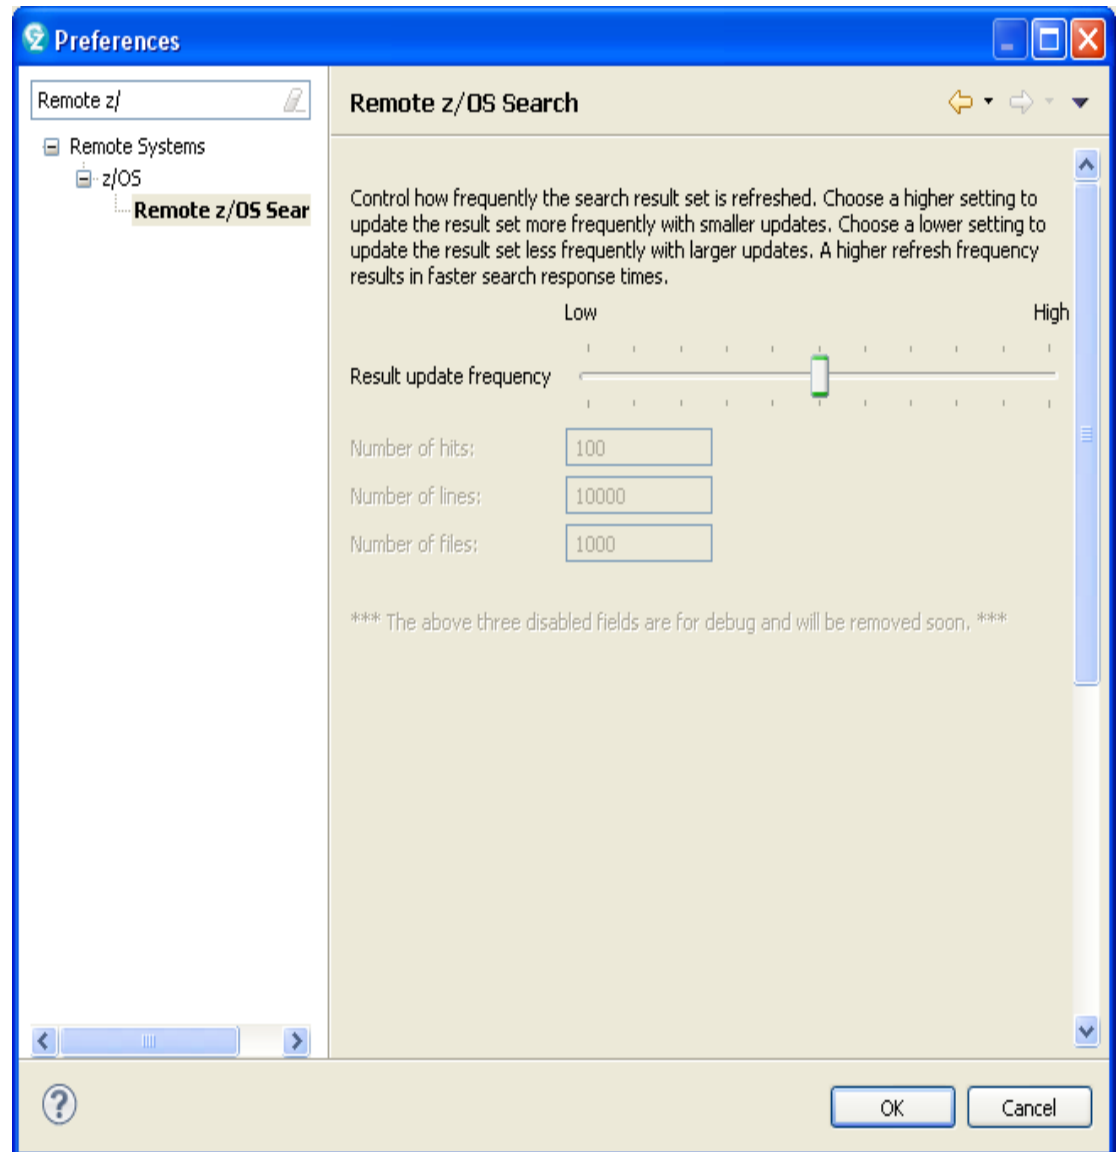 Preferences
Remote z/
Remote Systems
z/OS
Remote z/OS Sear
Remote z/OS Search
Control how frequently the search result set is refreshed. Choose a higher setting to
update the result set more frequently with smaller updates. Choose a lower setting to
update the result set less frequently with larger updates. A higher refresh frequency
results in faster search response times.
Low High
Result update frequency
Number of hits: 100
Number of lines: 10000
Number of files: 1000
*** The above three disabled fields are for debug and will be removed soon. ***
OK Cancel